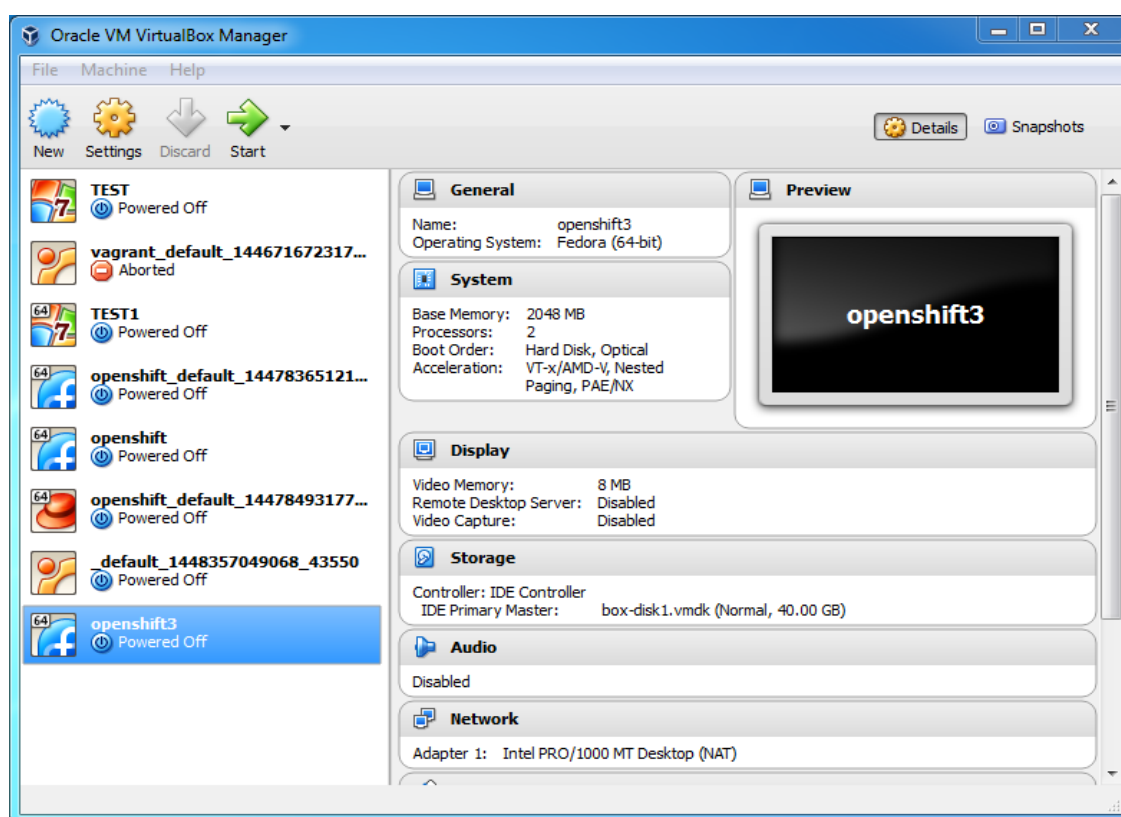 Oracle VM VirtualBox Manager
File Machine Help
New Settings Discard Start
Details Snapshots
TEST
Powered Off
vagrant_default_144671672317...
Aborted
64
TEST1
Powered Off
64
openshift_default_14478365121...
Powered Off
64
openshift
Powered Off
64
openshift_default_14478493177...
Powered Off
_default_1448357049068_43550
Powered Off
64
openshift3
Powered Off
General
Name: openshift3
Operating System: Fedora (64-bit)
System
Base Memory: 2048 MB
Processors: 2
Boot Order: Hard Disk, Optical
Acceleration: VT-x/AMD-V, Nested
Paging, PAE/NX
Preview
openshift3
Display
Video Memory: 8 MB
Remote Desktop Server: Disabled
Video Capture: Disabled
Storage
Controller: IDE Controller
IDE Primary Master: box-disk1.vmdk (Normal, 40.00 GB)
Audio
Disabled
Network
Adapter 1: Intel PRO/1000 MT Desktop (NAT)